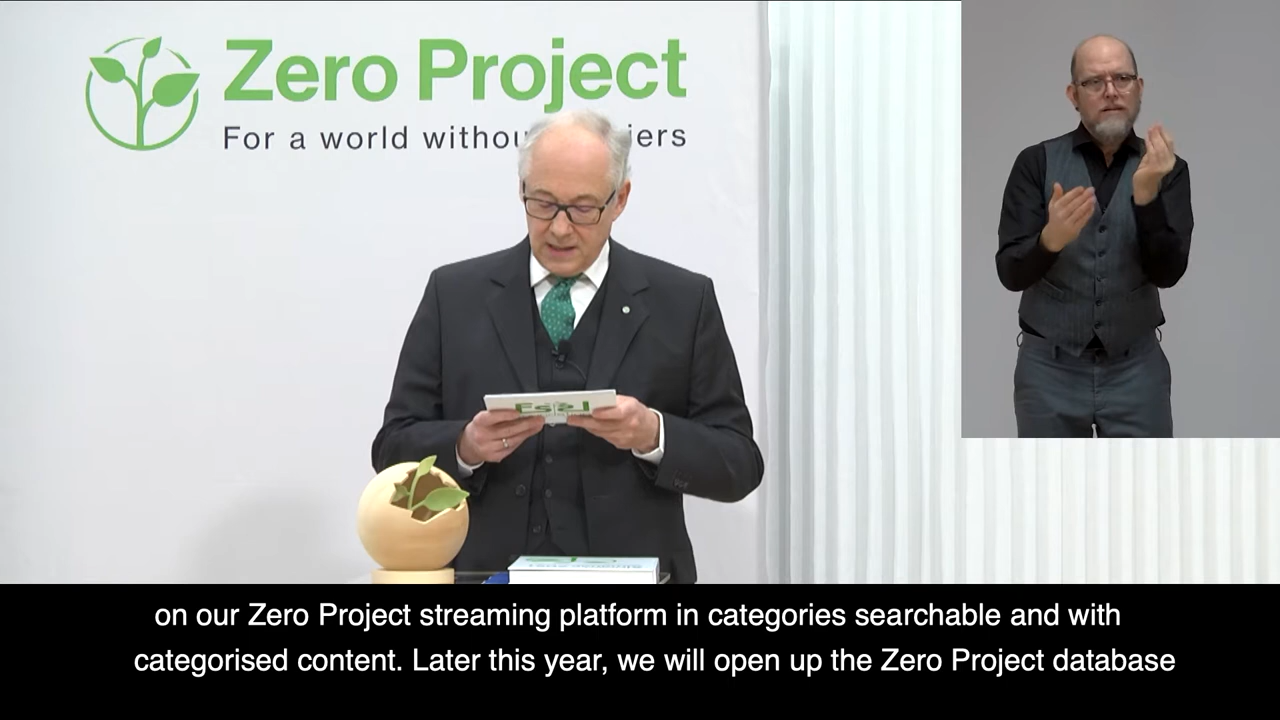 Zero Project
For a world withou iers
on our Zero Project streaming platform in categories searchable and with
categorised content. Later this year, we will open up the Zero Project database